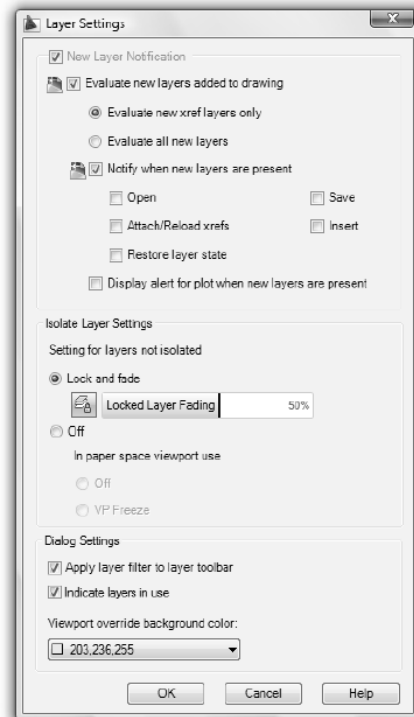 Layer Settings
New Layer Notification
Evaluate new layers added to drawing
Evaluate new xref layers only
Evaluate all new layers
Notify when new layers are present
Open Save
Attach/Reload xrefs Insert
Restore layer state
Display alert for plot when new layers are present
Isolate Layer Settings
Setting for layers not isolated
Lock and fade
Locked Layer Fading 50%
Off
In paper space viewport use
Off
VP Freeze
Dialog Settings
Apply layer filter to layer toolbar
Indicate layers in use
Viewport override background color:
203,236,255
OK Cancel Help